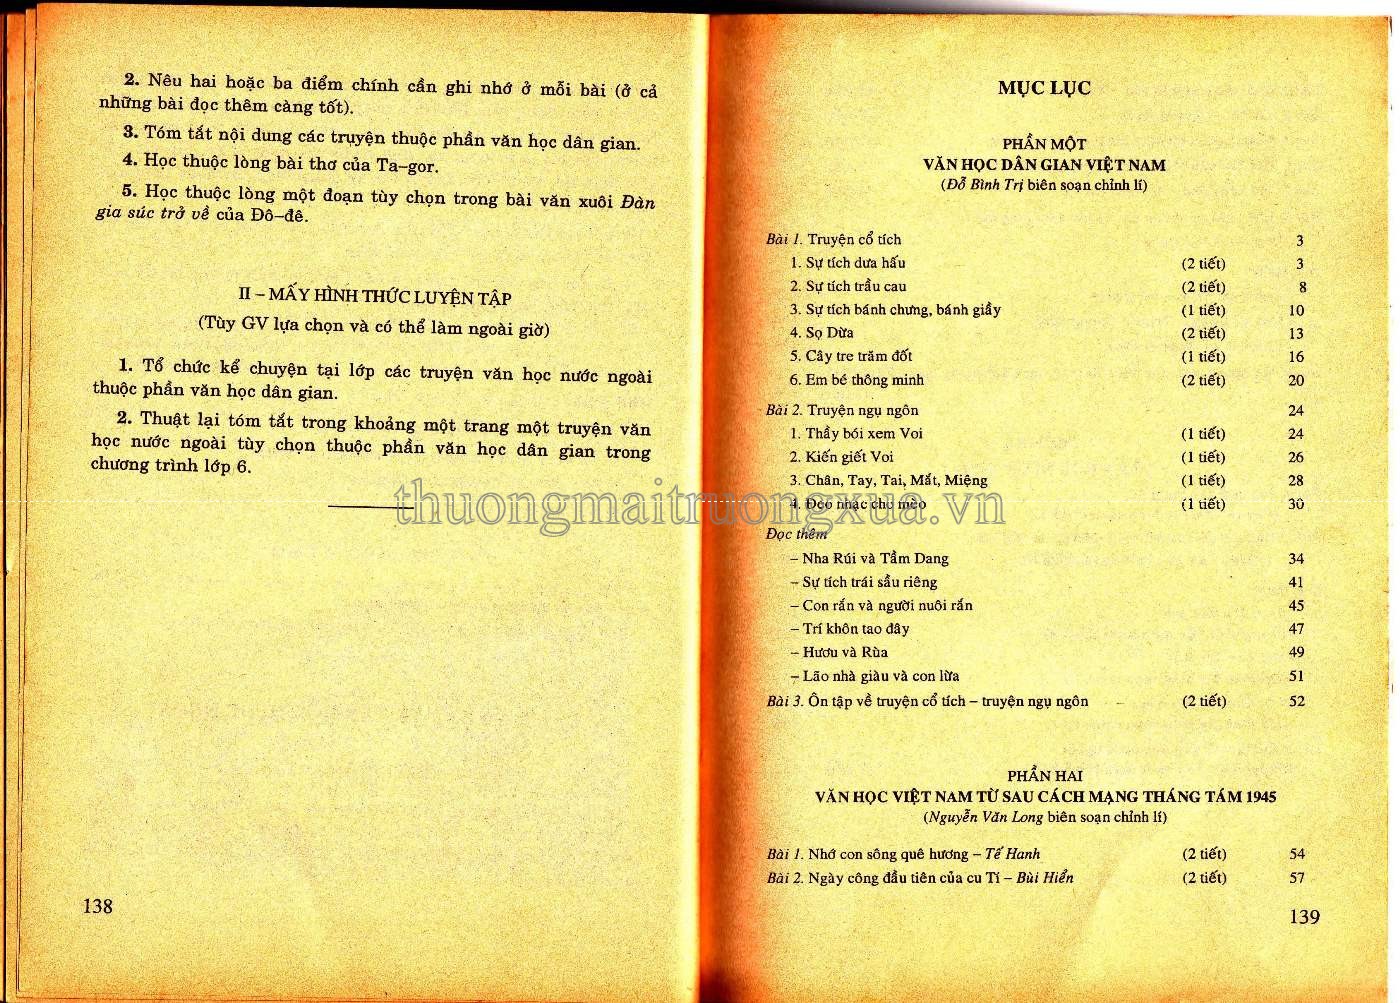 2. Nêu hai hoặc ba điểm chính cần ghi nhớ ở mỗi bài (ở cả
những bài đọc thêm càng tốt).
3. Tóm tắt nội dung các truyện thuộc phần văn học dân gian.
4. Học thuộc lòng bài thơ của Ta-gor.
5. Học thuộc lòng một đoạn tùy chọn trong bài văn xuôi Đàn
gia súc trở về của Đô-đê.
II – MẤY HÌNH THỨC LUYỆN TẬP
(Tùy GV lựa chọn và có thể làm ngoài giờ)
1. Tổ chức kể chuyện tại lớp các truyện văn học nước ngoài
thuộc phần văn học dân gian.
2. Thuật lại tóm tắt trong khoảng một trang một truyện văn
học nước ngoài tùy chọn thuộc phần văn học dân gian trong
chương trình lớp 6.
138
MỤC LỤC
PHẦN MỘT
VĂN HỌC DÂN GIAN VIỆT NAM
(Đỗ Bình Trị biên soạn chỉnh lí)
Bài 1. Truyện cổ tích 3
1. Sự tích dưa hấu (2 tiết) 3
2. Sự tích trầu cau (2 tiết) 8
3. Sự tích bánh chưng, bánh giầy (1 tiết) 10
4. Sọ Dừa (2 tiết) 13
5. Cây tre trăm đốt (1 tiết) 16
6. Em bé thông minh (2 tiết) 20
Bài 2. Truyện ngụ ngôn 24
1. Thầy bói xem Voi (1 tiết) 24
2. Kiến giết Voi (1 tiết) 26
3. Chân, Tay, Tai, Mắt, Miệng (1 tiết) 28
4. Đeo nhạc cho mèo (1 tiết) 30
thuongmaitruongxua.vn
Đọc thêm
– Nha Rúi và Tầm Dang 34
– Sự tích trái sầu riêng 41
– Con rắn và người nuôi rắn 45
– Trí khôn tao đây 47
– Hươu và Rùa 49
– Lão nhà giàu và con lừa 51
Bài 3. Ôn tập về truyện cổ tích – truyện ngụ ngôn (2 tiết) 52
PHẦN HAI
VĂN HỌC VIỆT NAM TỪ SAU CÁCH MẠNG THÁNG TÁM 1945
(Nguyễn Văn Long biên soạn chỉnh lí)
Bài 1. Nhớ con sông quê hương – Tế Hanh (2 tiết) 54
Bài 2. Ngày công đầu tiên của cu Tí – Bùi Hiển (2 tiết) 57
139